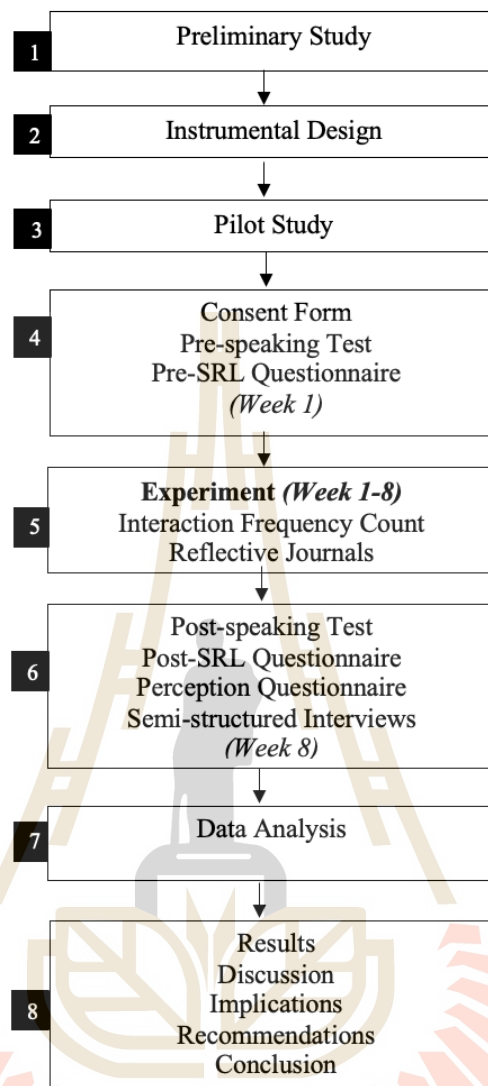 1
Preliminary Study
2
Instrumental Design
3
Pilot Study
4
Consent Form
Pre-speaking Test
Pre-SRL Questionnaire
(Week 1)
5
Experiment (Week 1-8)
Interaction Frequency Count
Reflective Journals
6
Post-speaking Test
Post-SRL Questionnaire
Perception Questionnaire
Semi-structured Interviews
(Week 8)
7
Data Analysis
8
Results
Discussion
Implications
Recommendations
Conclusion